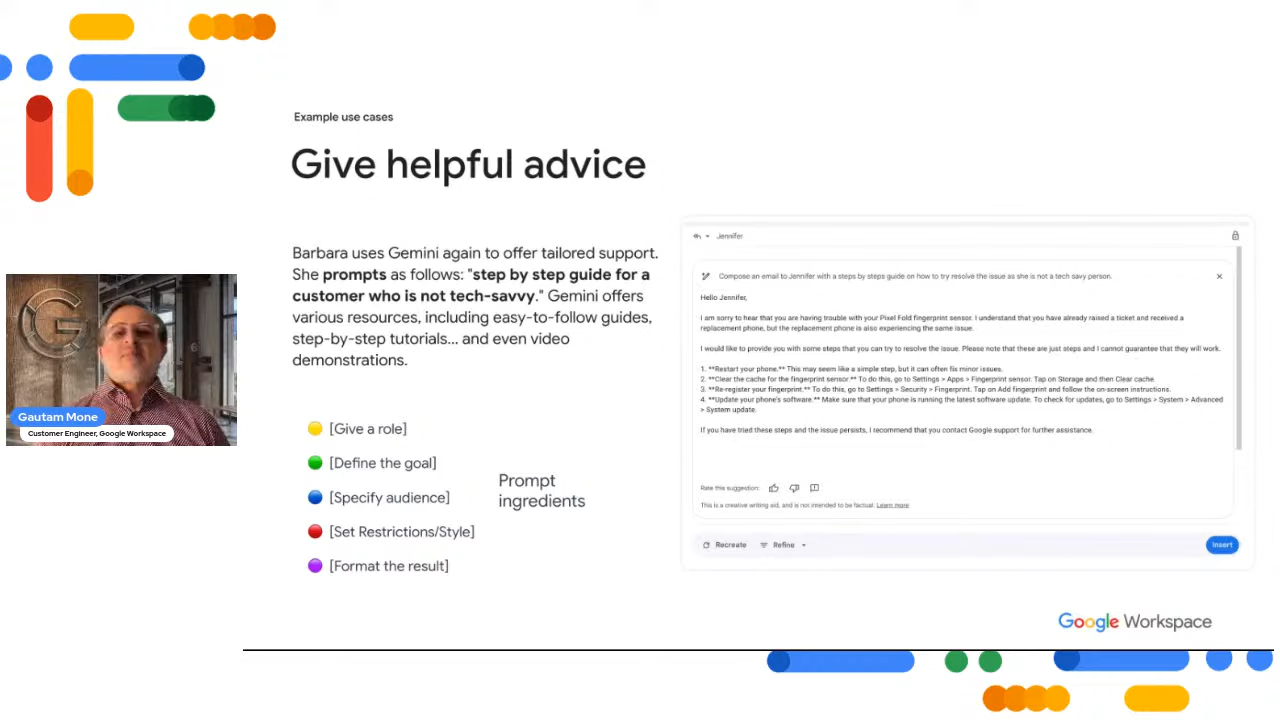 Example use cases
Give helpful advice
Barbara uses Gemini again to offer tailored support.
She prompts as follows: "step by step guide for a
customer who is not tech-savvy." Gemini offers
various resources, including easy-to-follow guides,
step-by-step tutorials... and even video
demonstrations.
[Give a role]
[Define the goal]
[Specify audience]
[Set Restrictions/Style]
[Format the result]
Prompt
ingredients
Jennifer
Compose an email to Jennifer with a steps by steps guide on how to try resolve the issue as she is not a tech savy person.
Hello Jennifer,
I am sorry to hear that you are having trouble with your Pixel Fold fingerprint sensor. I understand that you have already raised a ticket and received a
replacement phone, but the replacement phone is also experiencing the same issue.
I would like to provide you with some steps that you can try to resolve the issue. Please note that these are just steps and I cannot guarantee that they will work.
1. **Restart your phone.** This may seem like a simple step, but it can often fix minor issues.
2. **Clear the cache for the fingerprint sensor.** To do this, go to Settings > Apps > Fingerprint sensor. Tap on Storage and then Clear cache.
3. **Re-register your fingerprint.** To do this, go to Settings > Security > Fingerprint. Tap on Add fingerprint and follow the on-screen instructions.
4. **Update your phone's software.** Make sure that your phone is running the latest software update. To check for updates, go to Settings > System > Advanced
> System update.
If you have tried these steps and the issue persists, I recommend that you contact Google support for further assistance.
Rate this suggestion:
This is a creative writing aid, and is not intended to be factual. Learn more
Recreate
Refine
Insert
G
Gautam Mone
Customer Engineer, Google Workspace
Google Workspace